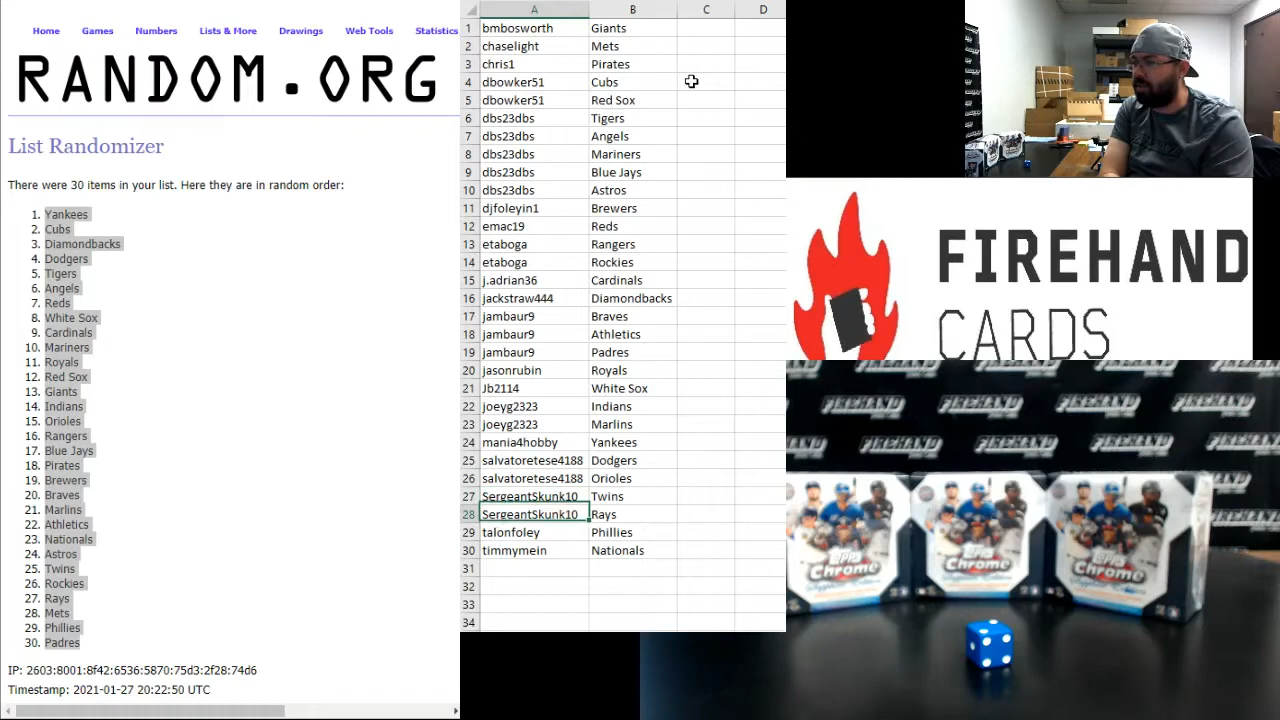 Home Games Numbers Lists & More Drawings Web Tools Statistics
RANDOM.ORG
List Randomizer
There were 30 items in your list. Here they are in random order:
1. Yankees
2. Cubs
3. Diamondbacks
4. Dodgers
5. Tigers
6. Angels
7. Reds
8. White Sox
9. Cardinals
10. Mariners
11. Royals
12. Red Sox
13. Giants
14. Indians
15. Orioles
16. Rangers
17. Blue Jays
18. Pirates
19. Brewers
20. Braves
21. Marlins
22. Athletics
23. Nationals
24. Astros
25. Twins
26. Rockies
27. Rays
28. Mets
29. Phillies
30. Padres
IP: 2603:8001:8f42:6536:5870:75d3:2f28:74d6
Timestamp: 2021-01-27 20:22:50 UTC
A B C D
1 bmbosworth Giants
2 chaselight Mets
3 chris1 Pirates
4 dbowker51 Cubs
5 dbowker51 Red Sox
6 dbs23dbs Tigers
7 dbs23dbs Angels
8 dbs23dbs Mariners
9 dbs23dbs Blue Jays
10 dbs23dbs Astros
11 djfoleyin1 Brewers
12 emac19 Reds
13 etaboga Rangers
14 etaboga Rockies
15 j.adrian36 Cardinals
16 jackstraw444 Diamondbacks
17 jambaur9 Braves
18 jambaur9 Athletics
19 jambaur9 Padres
20 jasonrubin Royals
21 Jb2114 White Sox
22 joeyg2323 Indians
23 joeyg2323 Marlins
24 mania4hobby Yankees
25 salvatoretese4188 Dodgers
26 salvatoretese4188 Orioles
27 SergeantSkunk10 Twins
28 SergeantSkunk10 Rays
29 talonfoley Phillies
30 timmymein Nationals
31
32
33
34
FIREHAND
CARDS
FIREHAND
FIREHAND
FIREHAND
FIREHAND
Topps Chrome
Topps Chrome
Topps Chrome